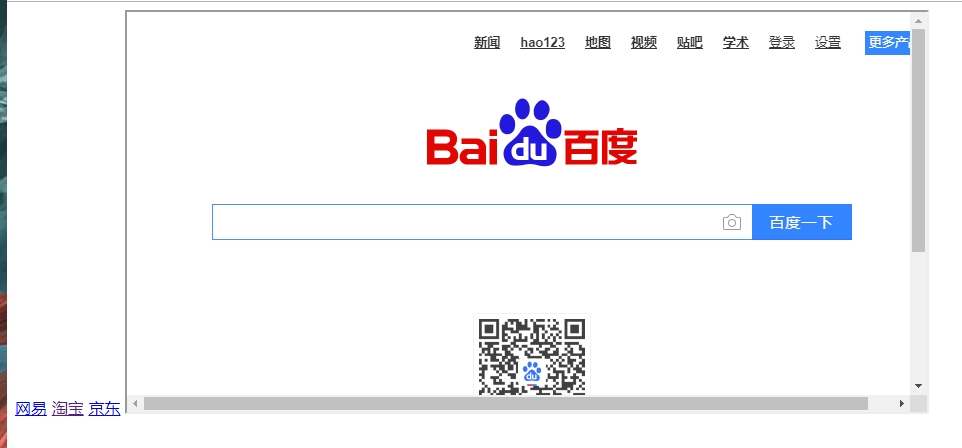 新闻 hao123 地图 视频 贴吧 学术 登录 设置 更多产
Bai du 百度
百度一下
du
网易 淘宝 京东